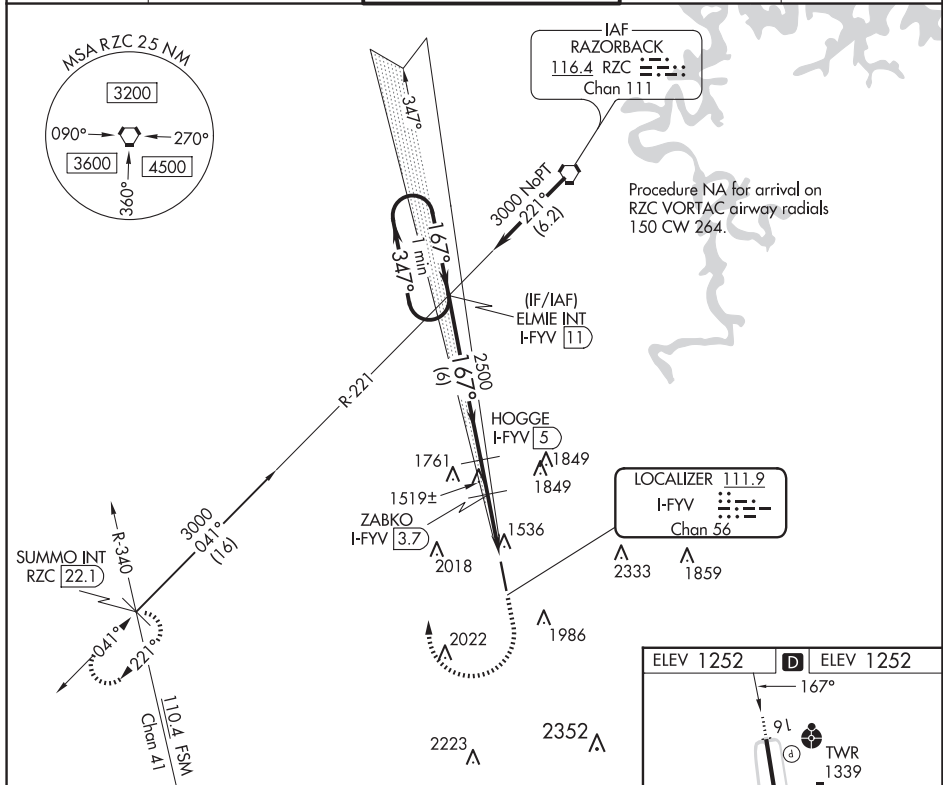 MSA RZC 25 NM
3200
090°
270°
3600
4500
360°
IAF
RAZORBACK
116.4 RZC
Chan 111
347°
3000 NoPT
221°
(6.2)
Procedure NA for arrival on
RZC VORTAC airway radials
150 CW 264.
167°
1 min
347°
(IF/IAF)
ELMIE INT
I-FYV 11
2500
167°
(6)
R-221
HOGGE
I-FYV 5
1761
1849
1849
1519±
LOCALIZER 111.9
I-FYV
Chan 56
ZABKO
I-FYV 3.7
1536
2018
2333
1859
3000
041°
(16)
R-340
SUMMO INT
RZC 22.1
041°
221°
1986
2022
110.4 FSM
Chan 41
2223
2352
ELEV 1252
D
ELEV 1252
167°
16
P
TWR
1339